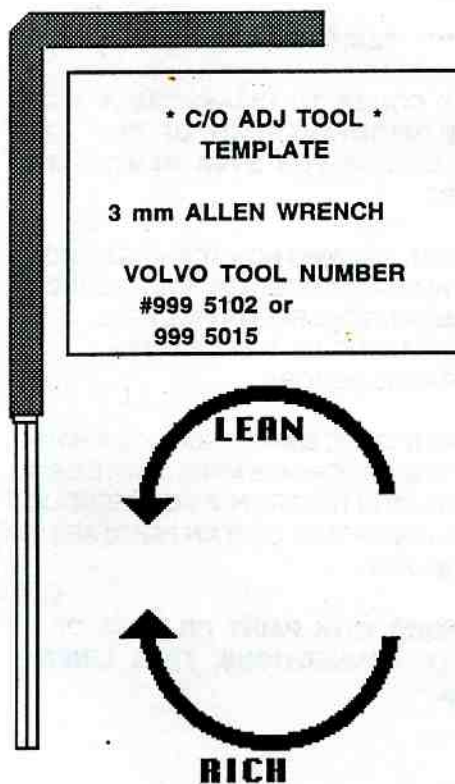 * C/O ADJ TOOL *
TEMPLATE
3 mm ALLEN WRENCH
VOLVO TOOL NUMBER
#999 5102 or
999 5015
LEAN
RICH